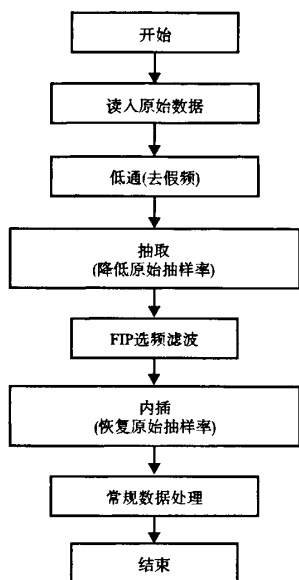 开始
读入原始数据
低通(去假频)
抽取
(降低原始抽样率)
FIP选频滤波
内插
(恢复原始抽样率)
常规数据处理
结束